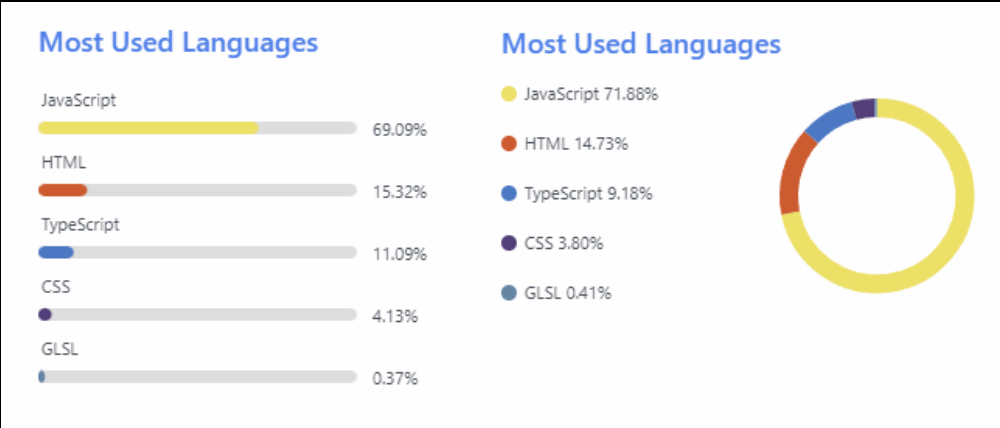 Most Used Languages
JavaScript
69.09%
HTML
15.32%
TypeScript
11.09%
CSS
4.13%
GLSL
0.37%
Most Used Languages
JavaScript 71.88%
HTML 14.73%
TypeScript 9.18%
CSS 3.80%
GLSL 0.41%